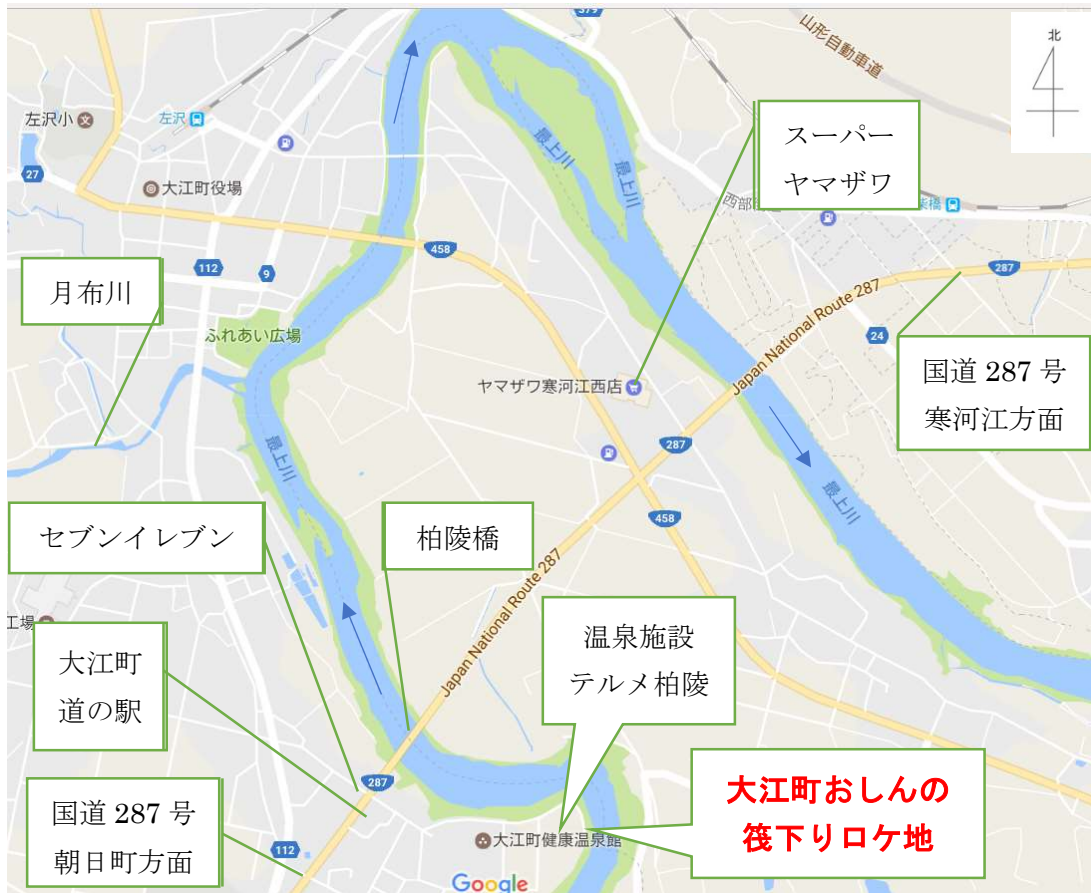 379
山形自動車道
北
左沢小
文
左沢
スーパー
ヤマザワ
27
大江町役場
最上川
最上川
西部
橋
458
287
月布川
112
9
ふれあい広場
Japan National Route 287
24
国道 287 号
寒河江方面
ヤマザワ寒河江西店
287
最上川
最上川
458
セブンイレブン
柏陵橋
Japan National Route 287
工場
大江町
道の駅
温泉施設
テルメ柏陵
287
大江町おしんの
筏下りロケ地
国道 287 号
朝日町方面
112
大江町健康温泉館
Google